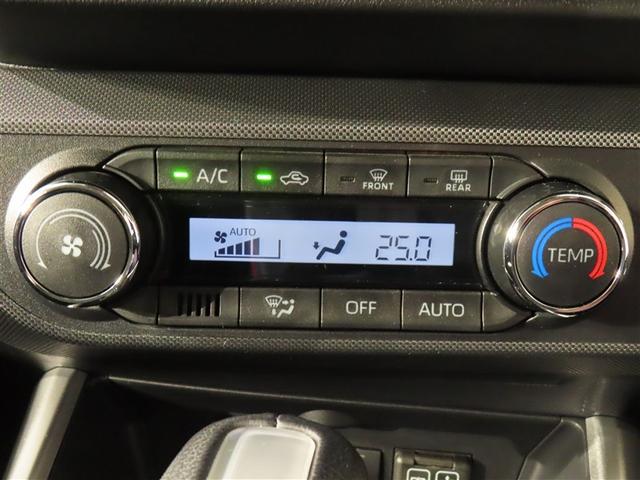 A/C
FRONT
REAR
AUTO
25.0
TEMP
OFF
AUTO